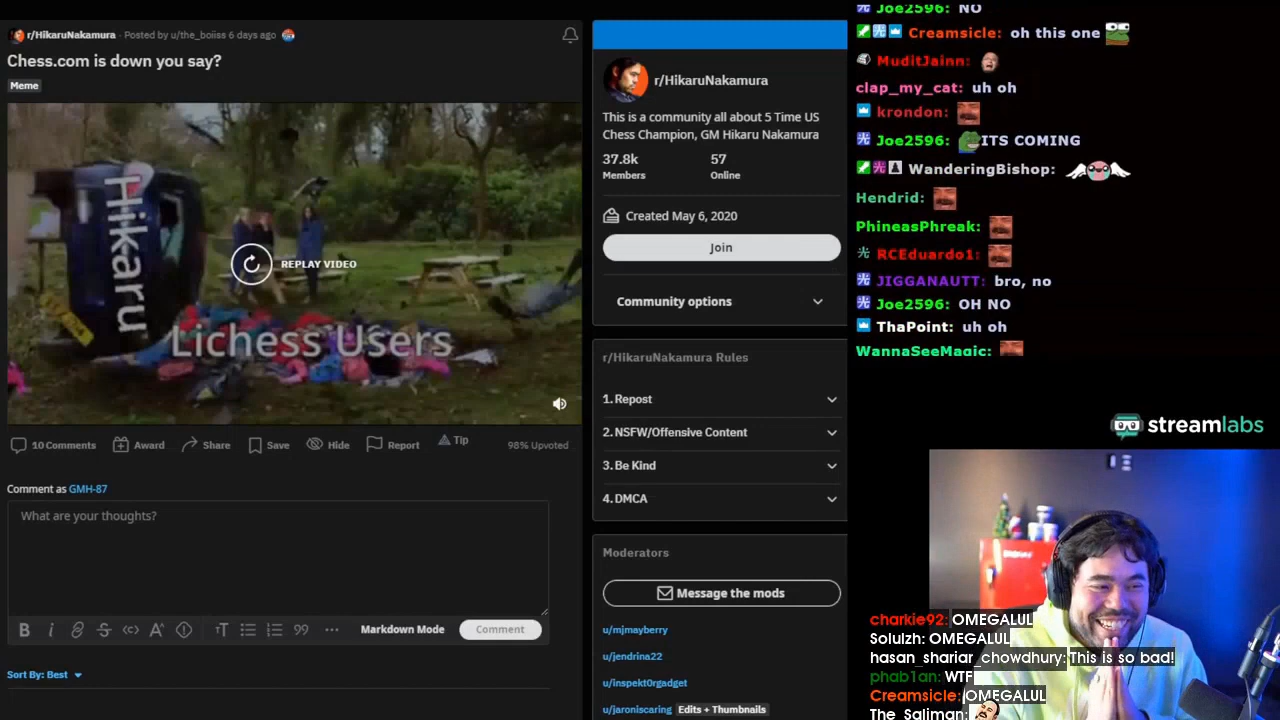 r/HikaruNakamura · Posted by u/the_boiiss 6 days ago
Chess.com is down you say?
Meme
Hikaru
REPLAY VIDEO
Lichess Users
10 Comments
Award
Share
Save
Hide
Report
Tip
98% Upvoted
Comment as GMH-87
What are your thoughts?
Markdown Mode
Comment
Sort By: Best
r/HikaruNakamura
This is a community all about 5 Time US
Chess Champion, GM Hikaru Nakamura
37.8k
Members
57
Online
Created May 6, 2020
Join
Community options
r/HikaruNakamura Rules
1. Repost
2. NSFW/Offensive Content
3. Be Kind
4. DMCA
Moderators
Message the mods
u/mjmayberry
u/jendrina22
u/inspekt0rgadget
u/jaroniscaring Edits + Thumbnails
Joe2596: NO
Creamsicle: oh this one
MuditJainn:
clap_my_cat: uh oh
krondon:
Joe2596: ITS COMING
WanderingBishop:
Hendrid:
PhineasPhreak:
RCEduardo1:
JIGGANAUTT: bro, no
Joe2596: OH NO
ThaPoint: uh oh
WannaSeeMagic:
streamlabs
charkie92: OMEGALUL
Solulzh: OMEGALUL
hasan_shariar_chowdhury: This is so bad!
phab1an: WTF
Creamsicle: OMEGALUL
The_Saliman: